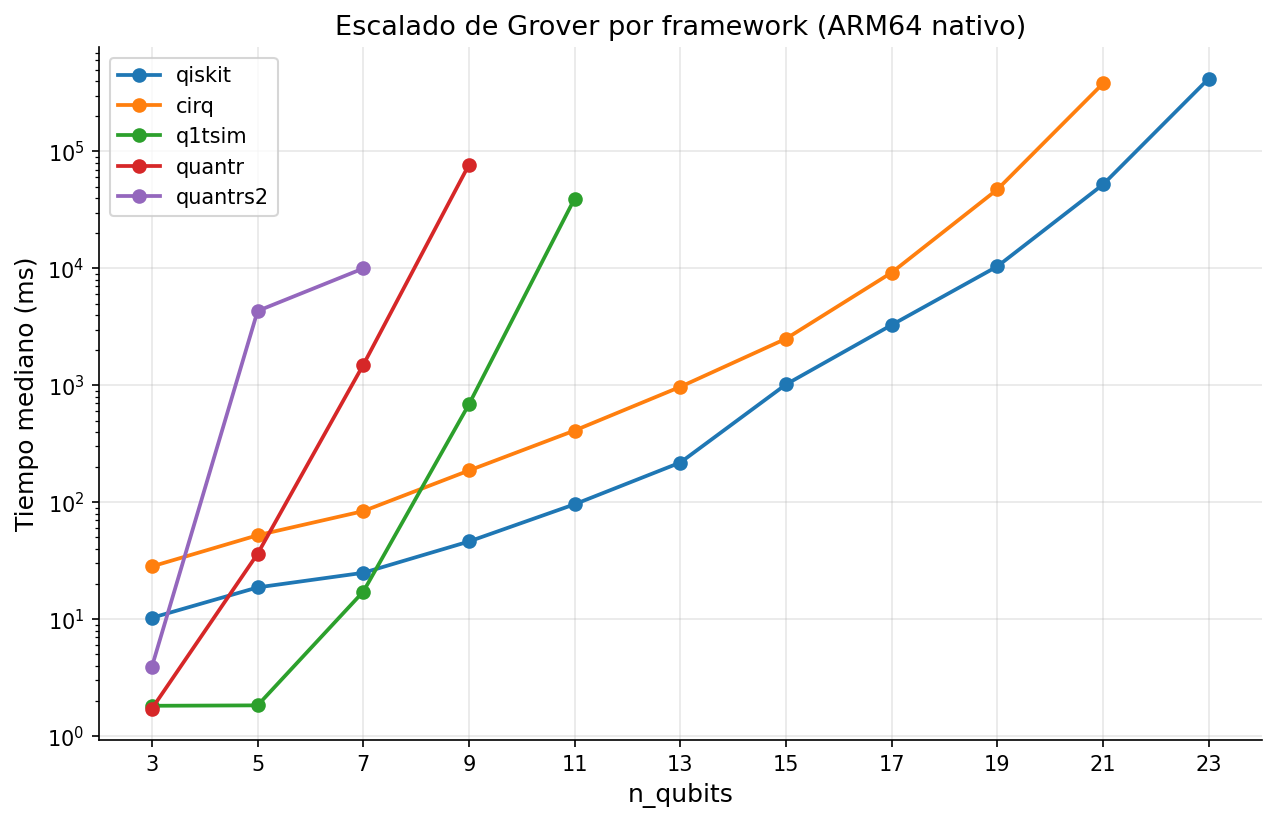 Escalado de Grover por framework (ARM64 nativo)
qiskit
cirq
q1tsim
quantr
quantrs2
Tiempo mediano (ms)
10^5
10^4
10^3
10^2
10^1
10^0
3 5 7 9 11 13 15 17 19 21 23
n_qubits